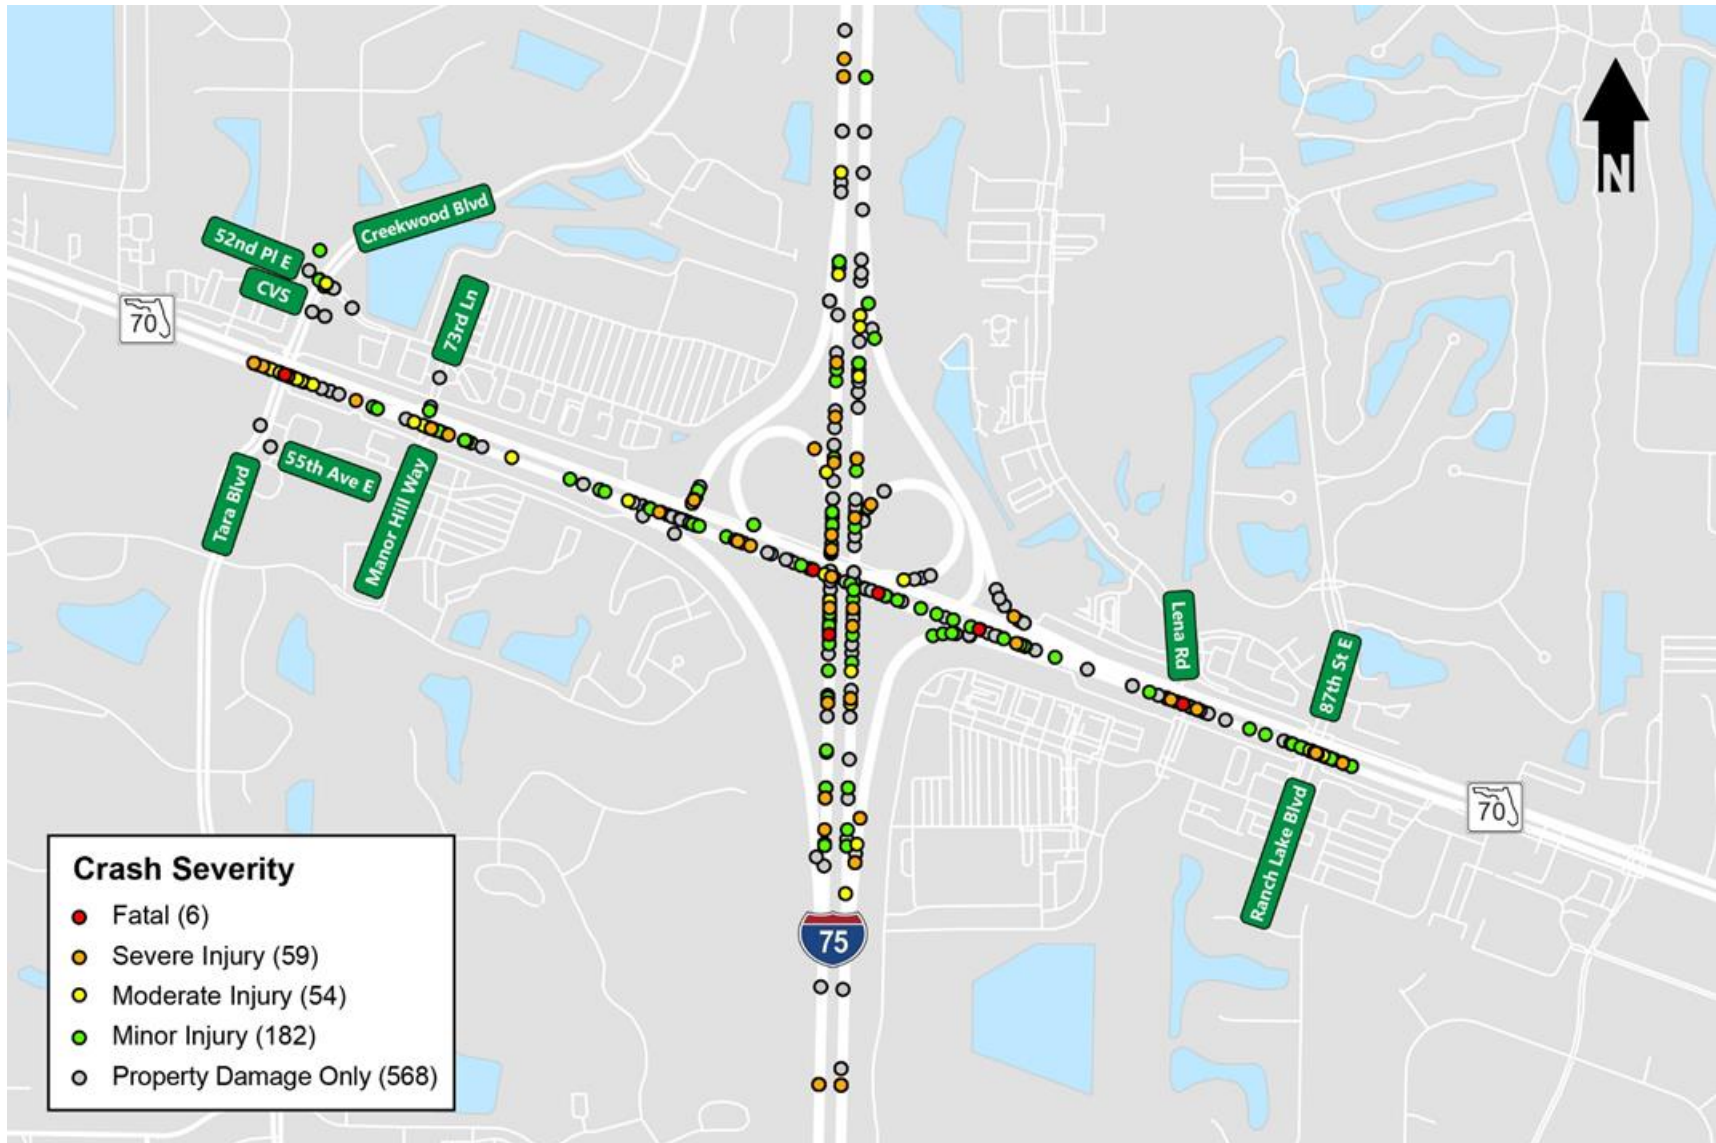 N
Creekwood Blvd
52nd Pl E
CVS
73rd Ln
70
55th Ave E
Tara Blvd
Manor Hill Way
Lena Rd
87th St E
70
Ranch Lake Blvd
75
Crash Severity
Fatal (6)
Severe Injury (59)
Moderate Injury (54)
Minor Injury (182)
Property Damage Only (568)